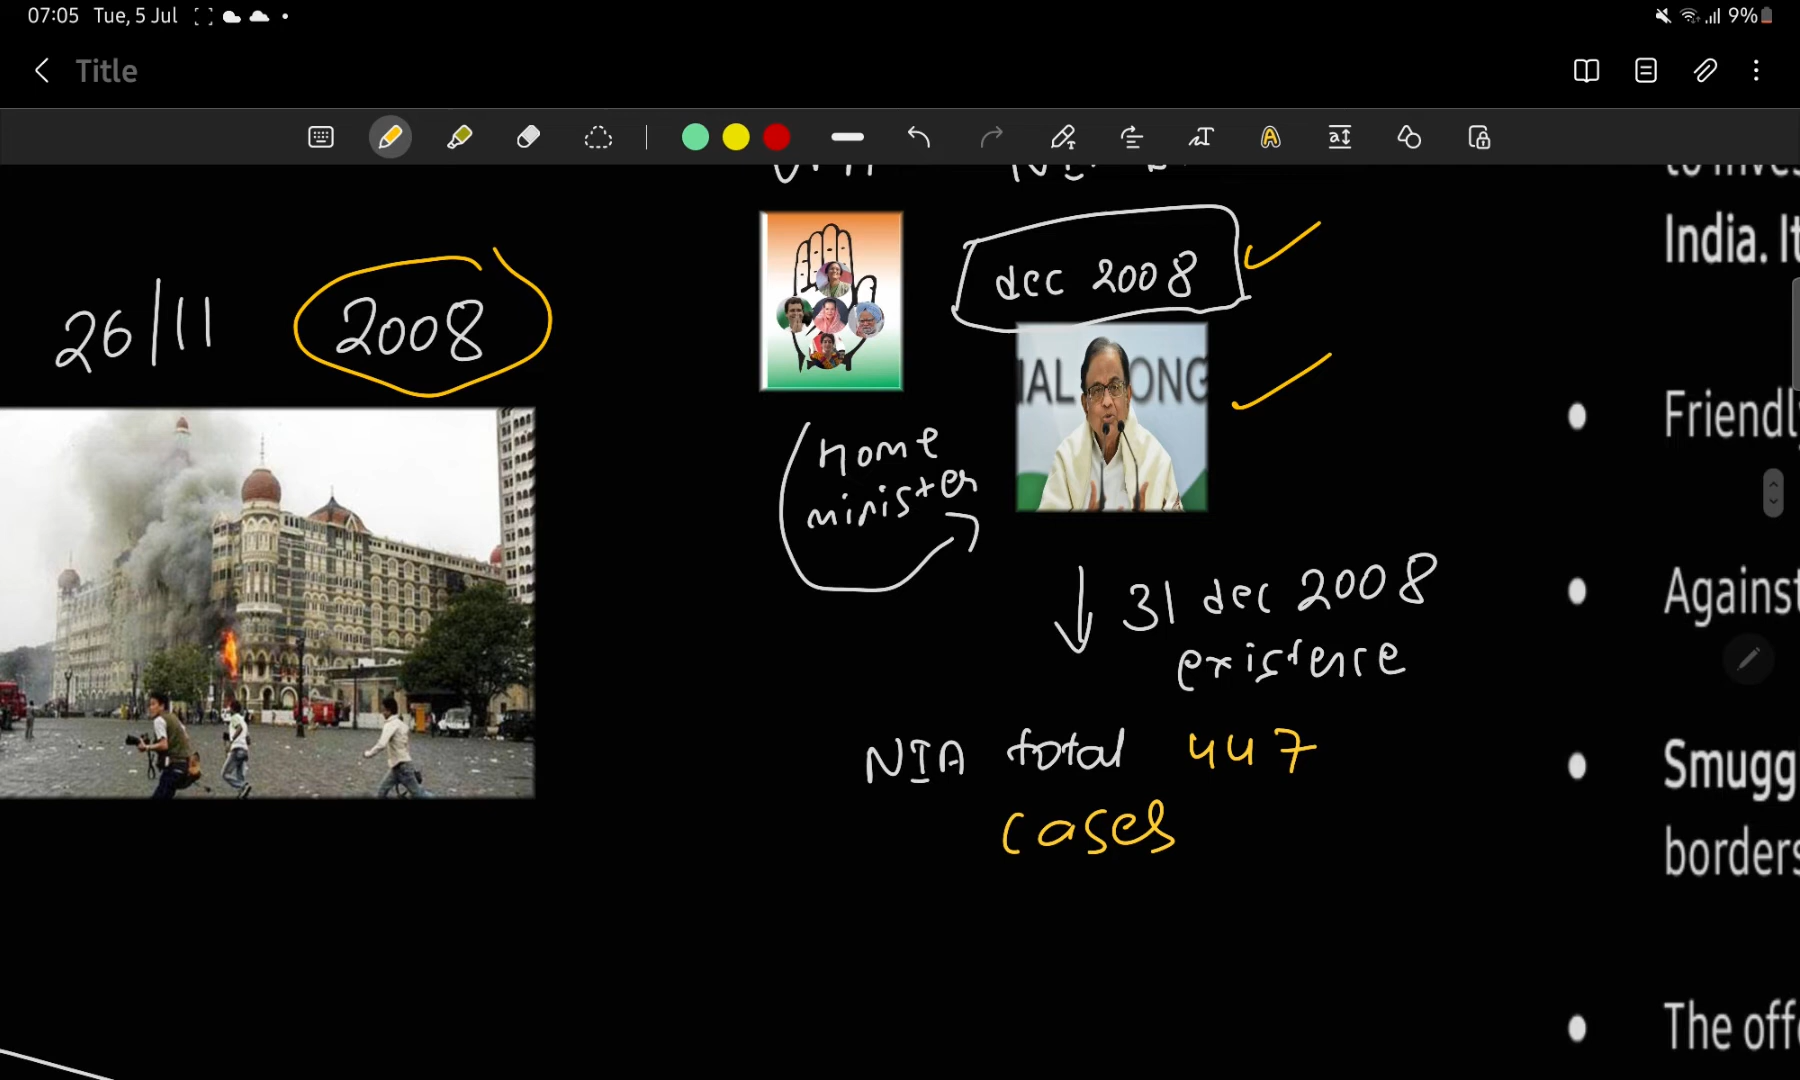 07:05 Tue, 5 Jul
9%
Title
26/11 2008
dec 2008
home
minister
31 dec 2008
existence
NIA total 447
cases
India. It
Friendly
Against
Smugg
borders
The off